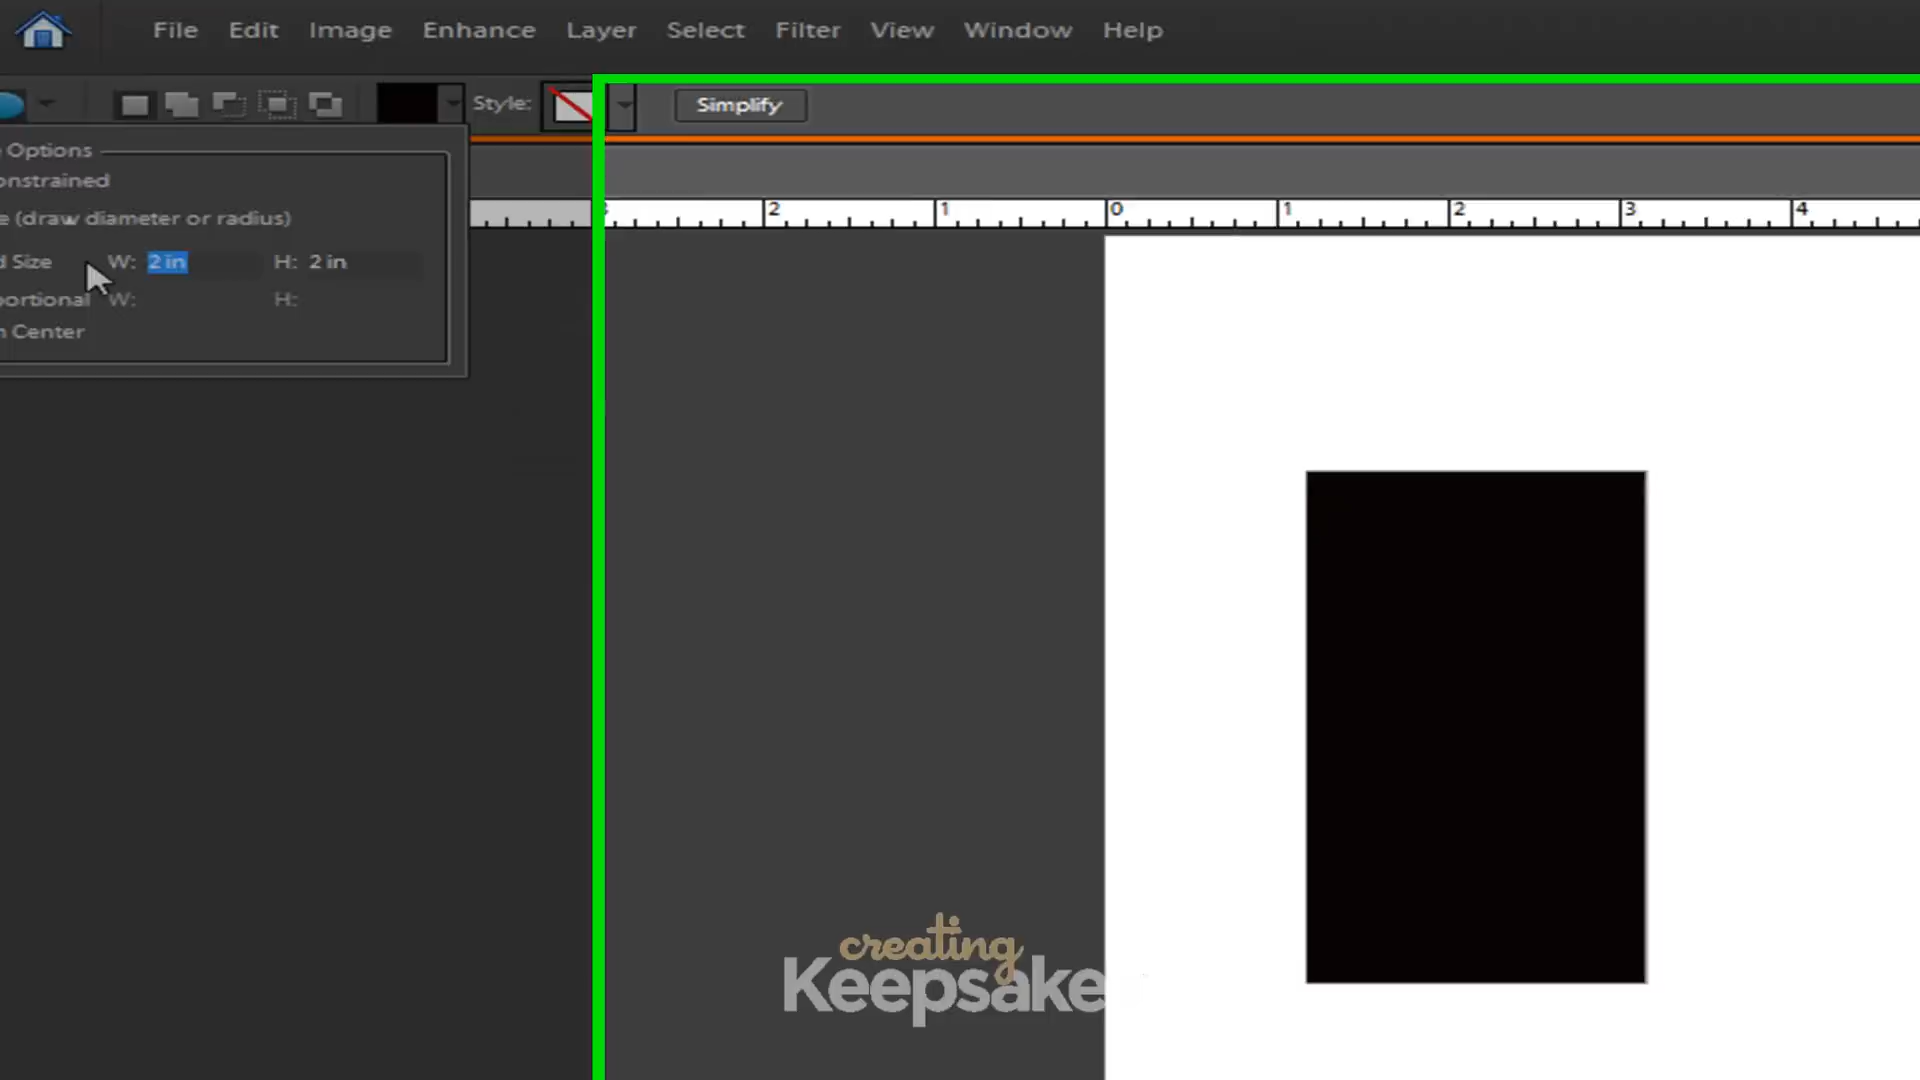 File Edit Image Enhance Layer Select Filter View Window Help
Style: Simplify
Options
onstrained
e (draw diameter or radius)
d Size W: 2 in H: 2 in
portional W: H:
n Center
2 1 0 1 2 3 4
creating
Keepsake